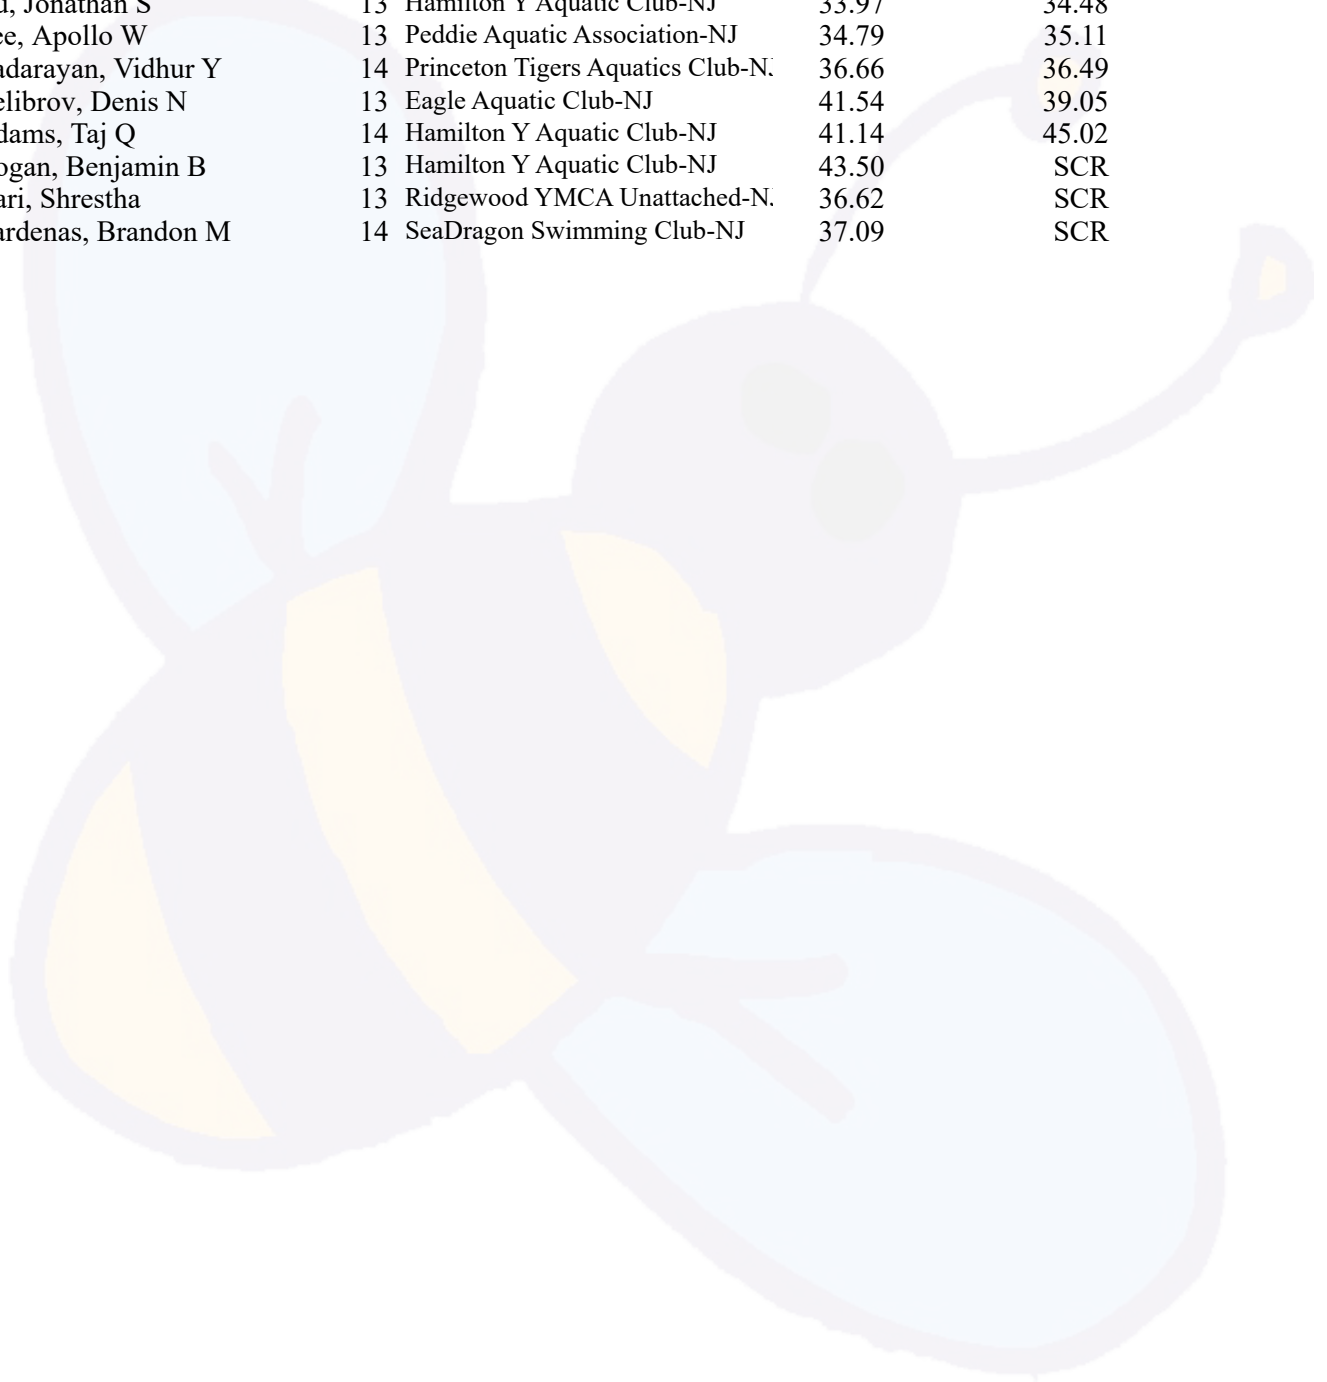 Jonathan S 13 Hamilton Y Aquatic Club-NJ 33.97 34.48
Apollo W 13 Peddie Aquatic Association-NJ 34.79 35.11
adarayan, Vidhur Y 14 Princeton Tigers Aquatics Club-N 36.66 36.49
elibrov, Denis N 13 Eagle Aquatic Club-NJ 41.54 39.05
dams, Taj Q 14 Hamilton Y Aquatic Club-NJ 41.14 45.02
ogan, Benjamin B 13 Hamilton Y Aquatic Club-NJ 43.50 SCR
ari, Shrestha 13 Ridgewood YMCA Unattached-N 36.62 SCR
ardenas, Brandon M 14 SeaDragon Swimming Club-NJ 37.09 SCR